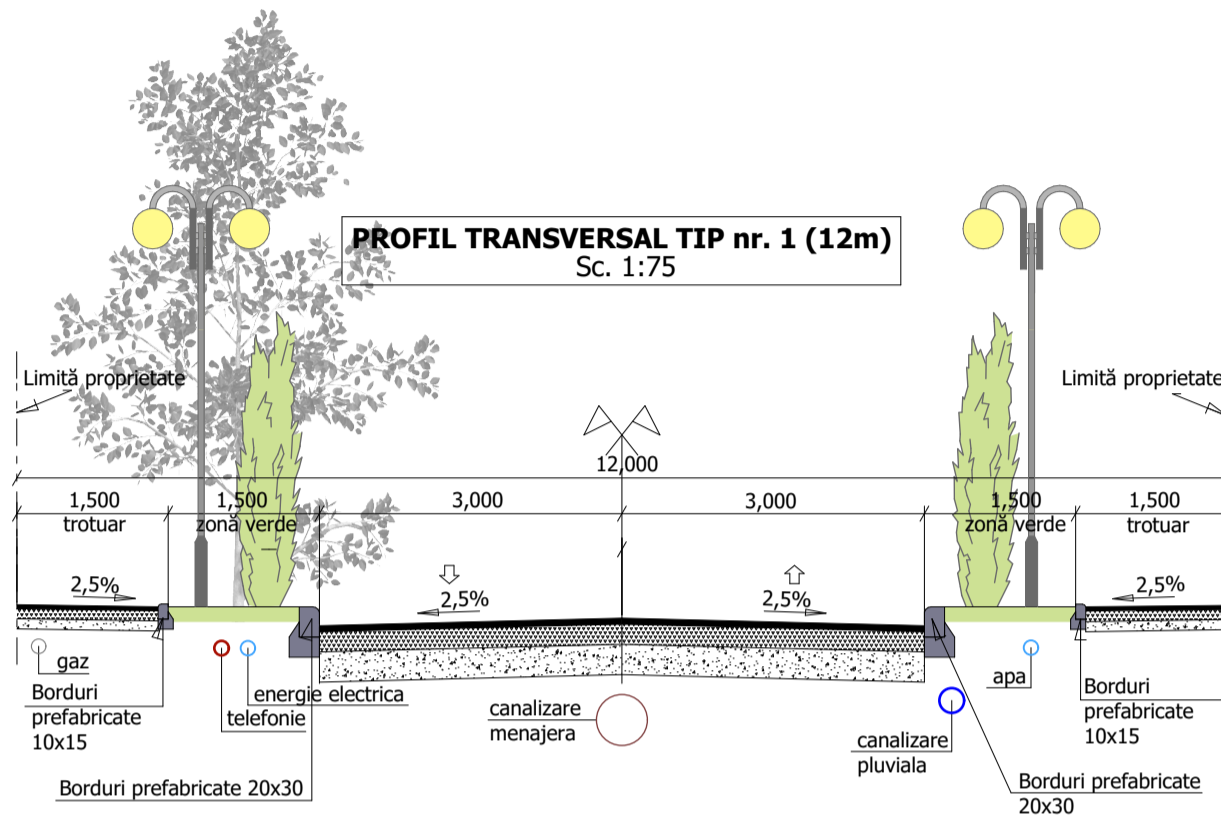 PROFIL TRANSVERSAL TIP nr. 1 (12m)
Sc. 1:75
Limită proprietate
Limită proprietate
12,000
1,500
1,500
3,000
3,000
1,500
1,500
trotuar
zonă verde
zonă verde
trotuar
2,5%
2,5%
2,5%
2,5%
gaz
energie electrica
telefonie
Borduri
prefabricate
10x15
canalizare
menajera
apa
canalizare
pluviala
Borduri
prefabricate
10x15
Borduri prefabricate 20x30
Borduri prefabricate
20x30